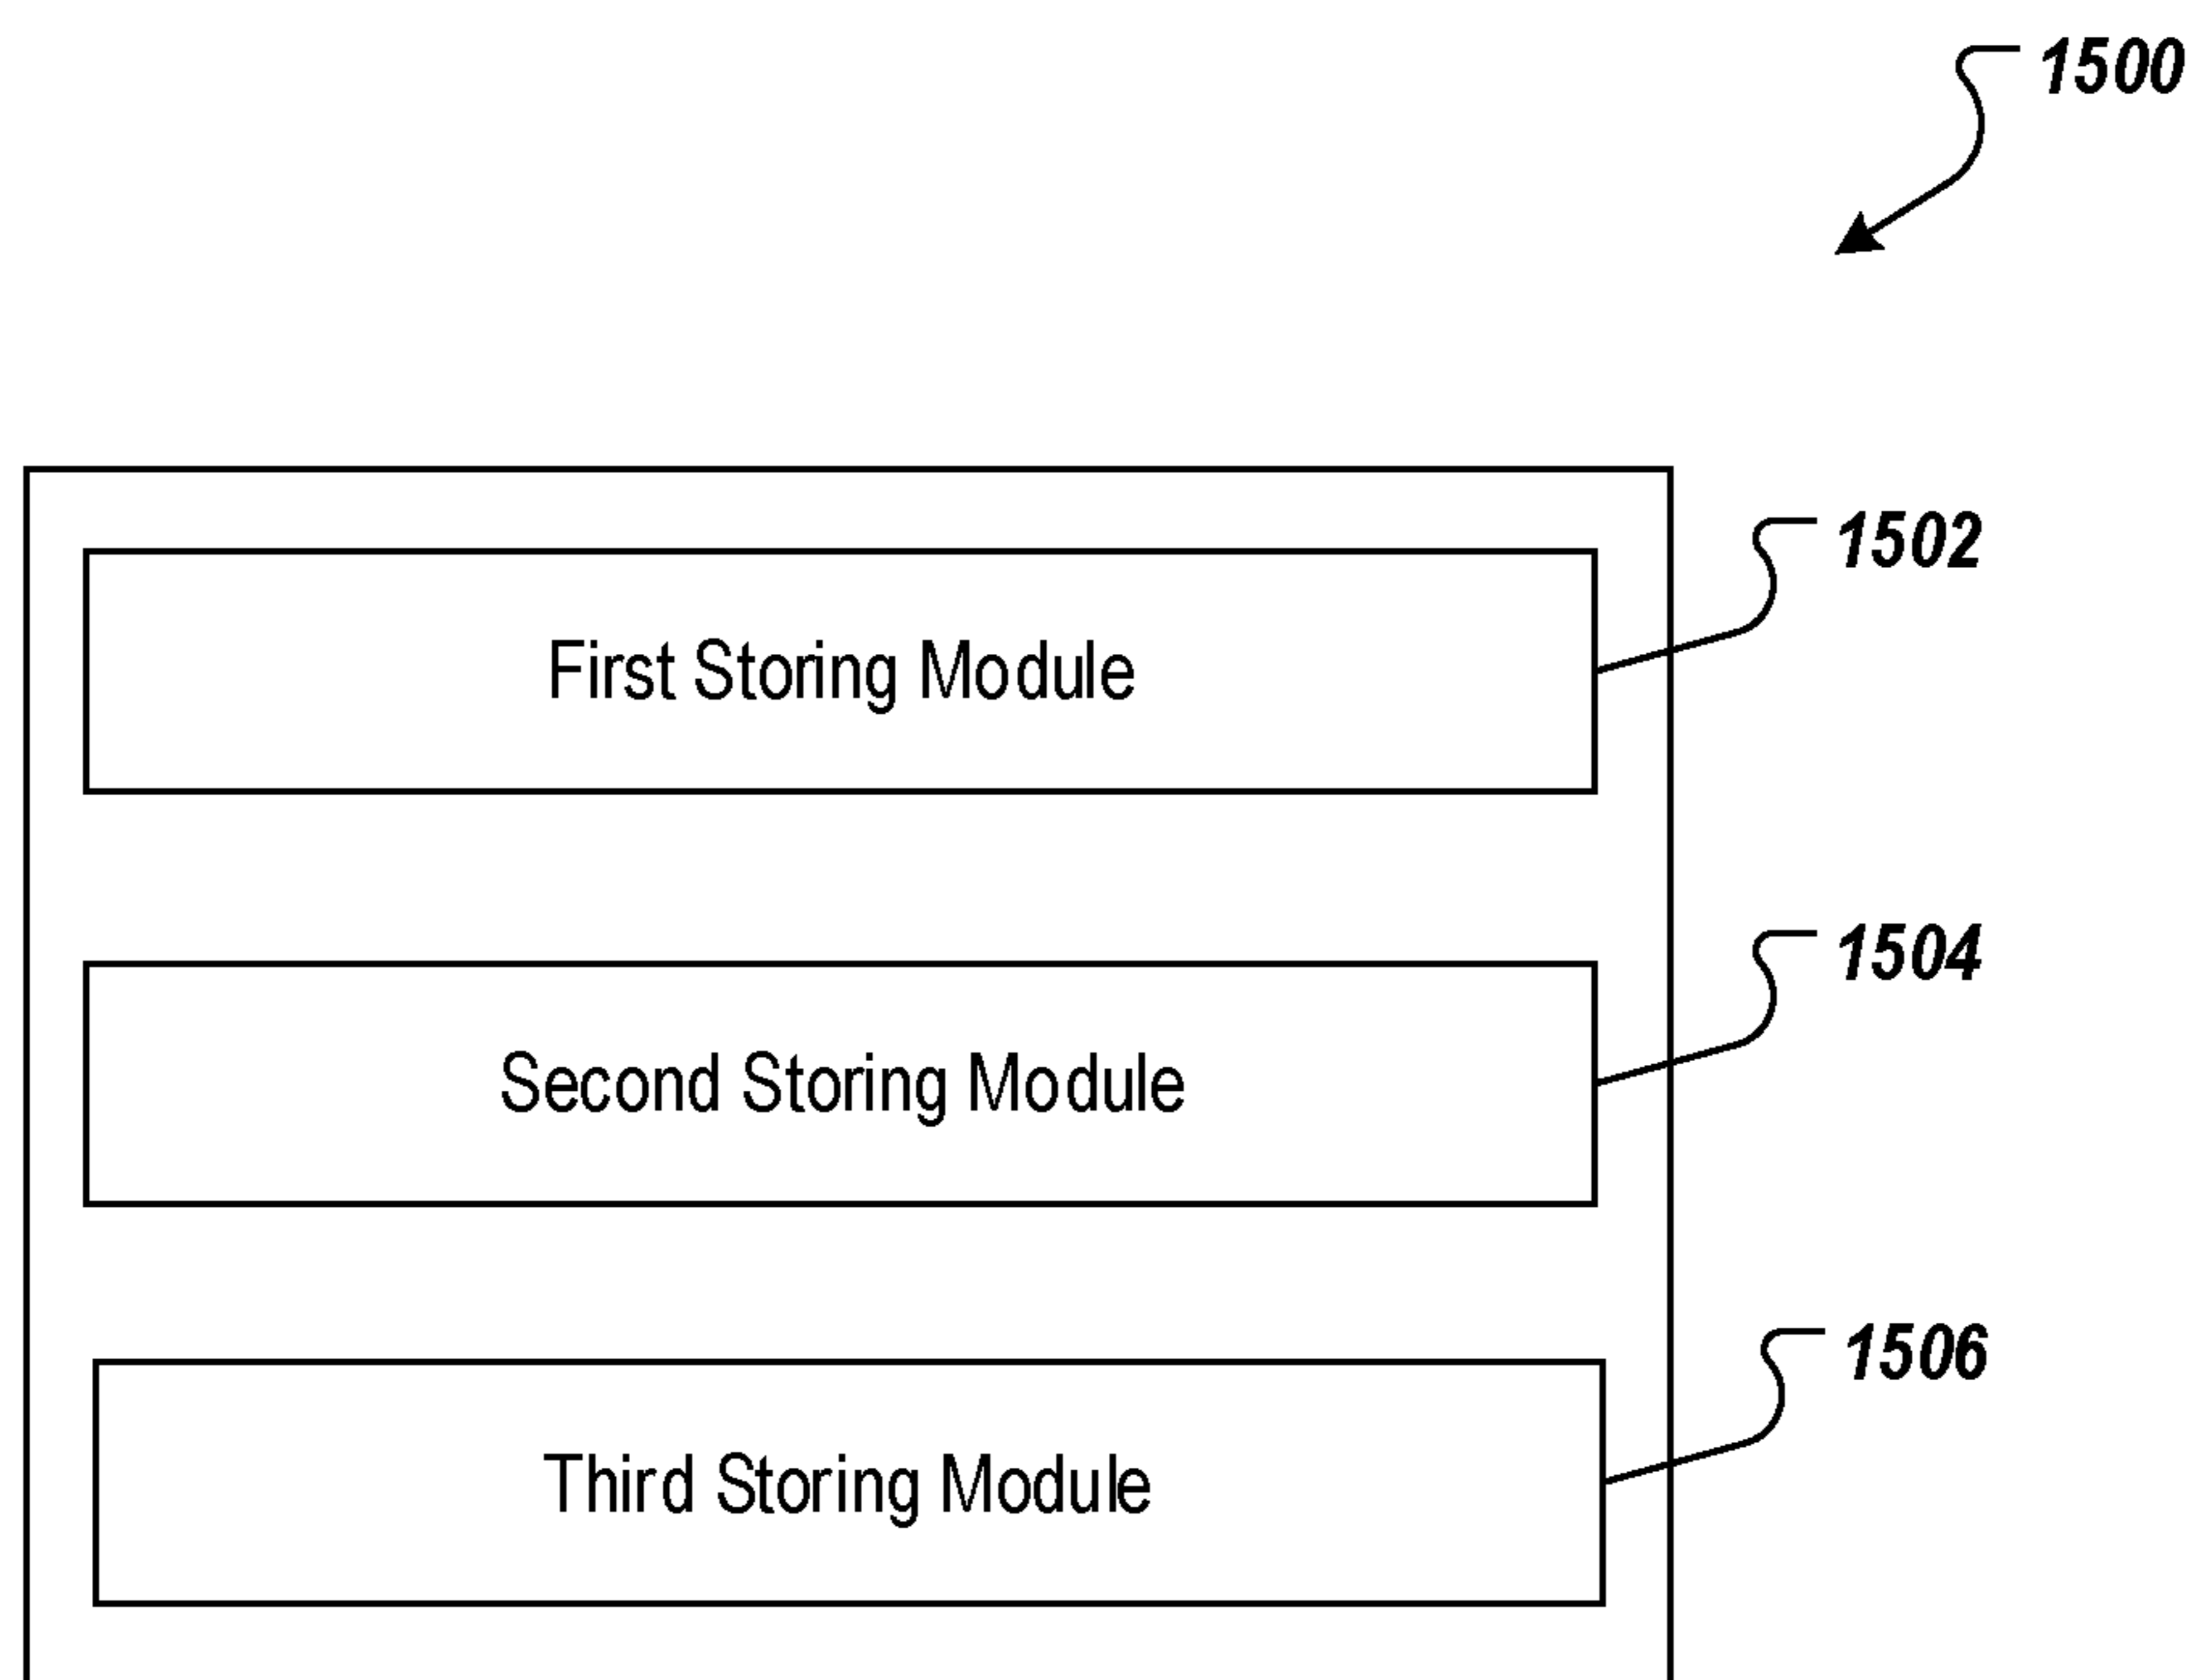 1500
1502
First Storing Module
1504
Second Storing Module
1506
Third Storing Module